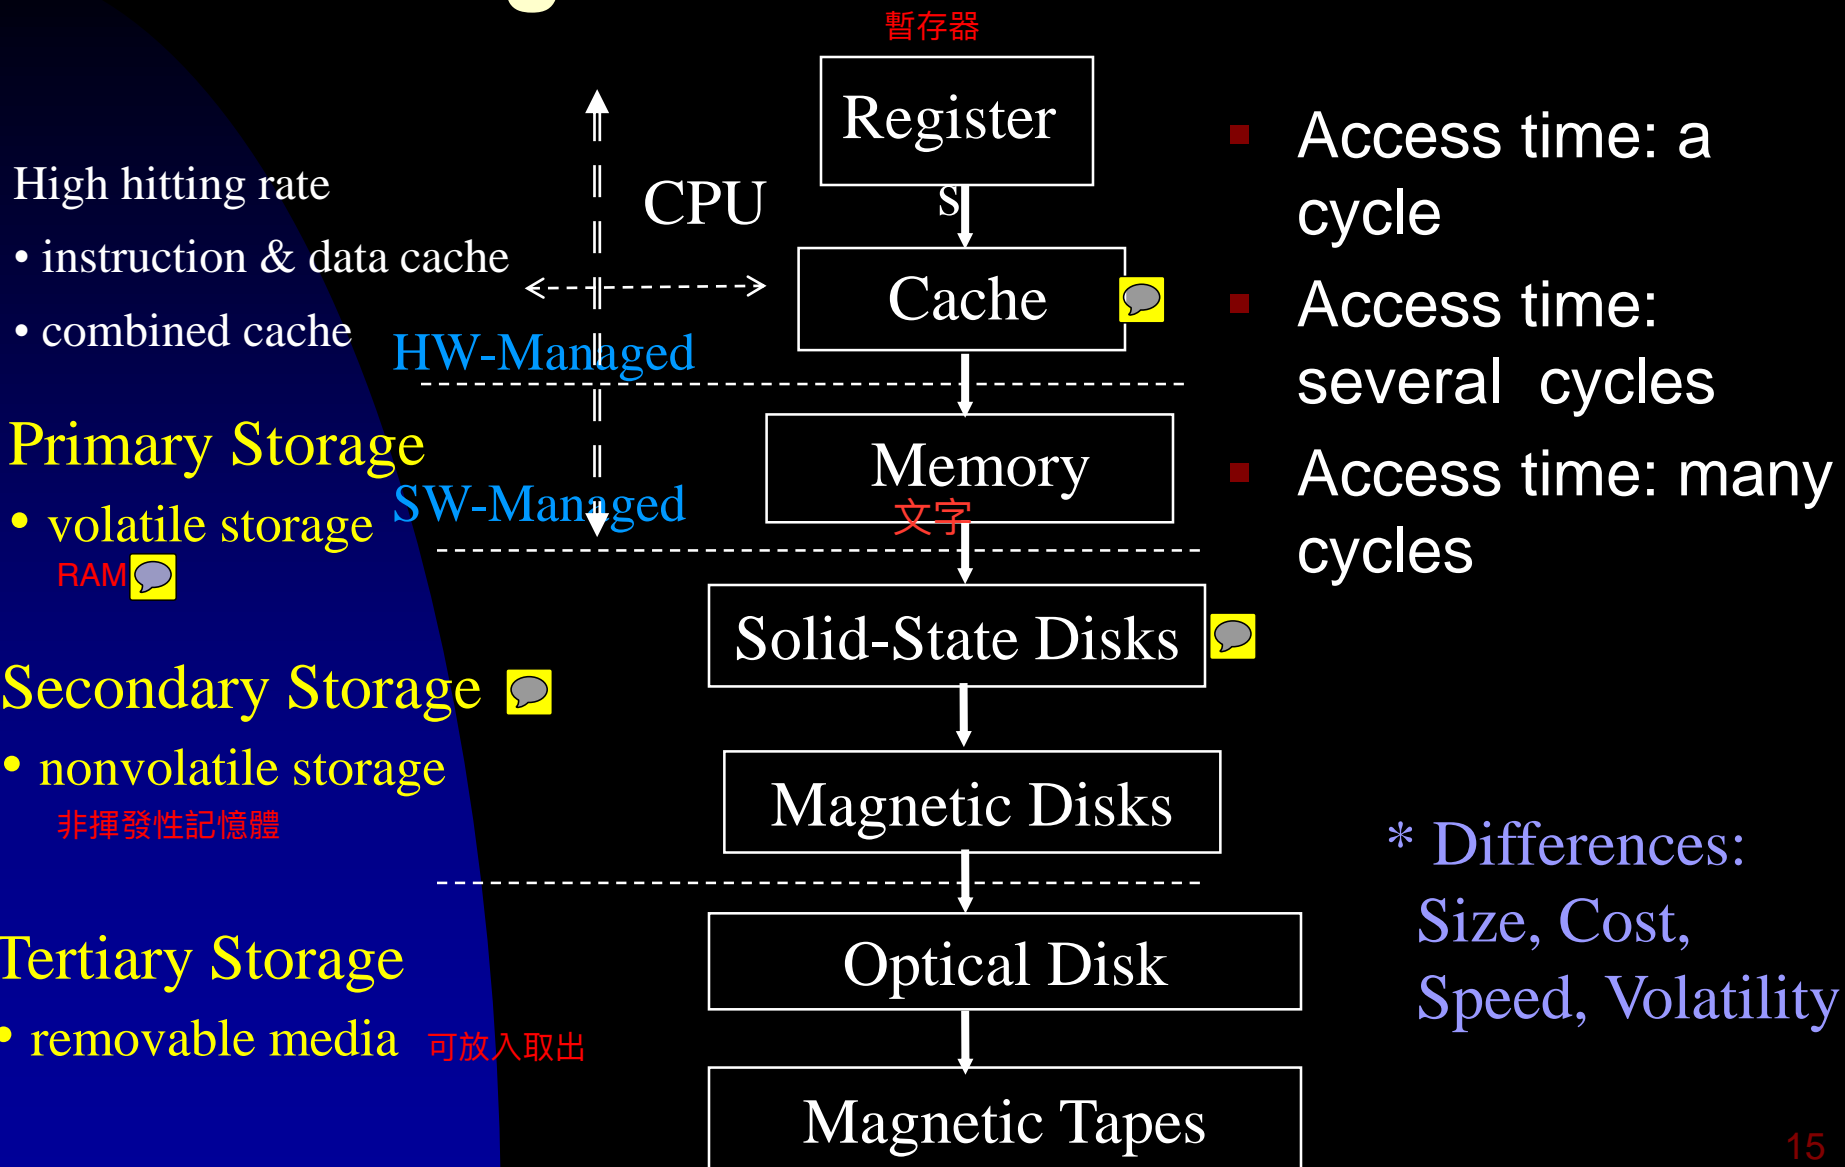 暫存器
Registers
CPU
High hitting rate
• instruction & data cache
• combined cache
Cache
HW-Managed
Primary Storage
• volatile storage
RAM
SW-Managed
Memory
文字
Solid-State Disks
Secondary Storage
• nonvolatile storage
非揮發性記憶體
Magnetic Disks
Tertiary Storage
• removable media
可放入取出
Optical Disk
Magnetic Tapes
Access time: a
cycle
Access time:
several cycles
Access time: many
cycles
* Differences:
Size, Cost,
Speed, Volatility
15